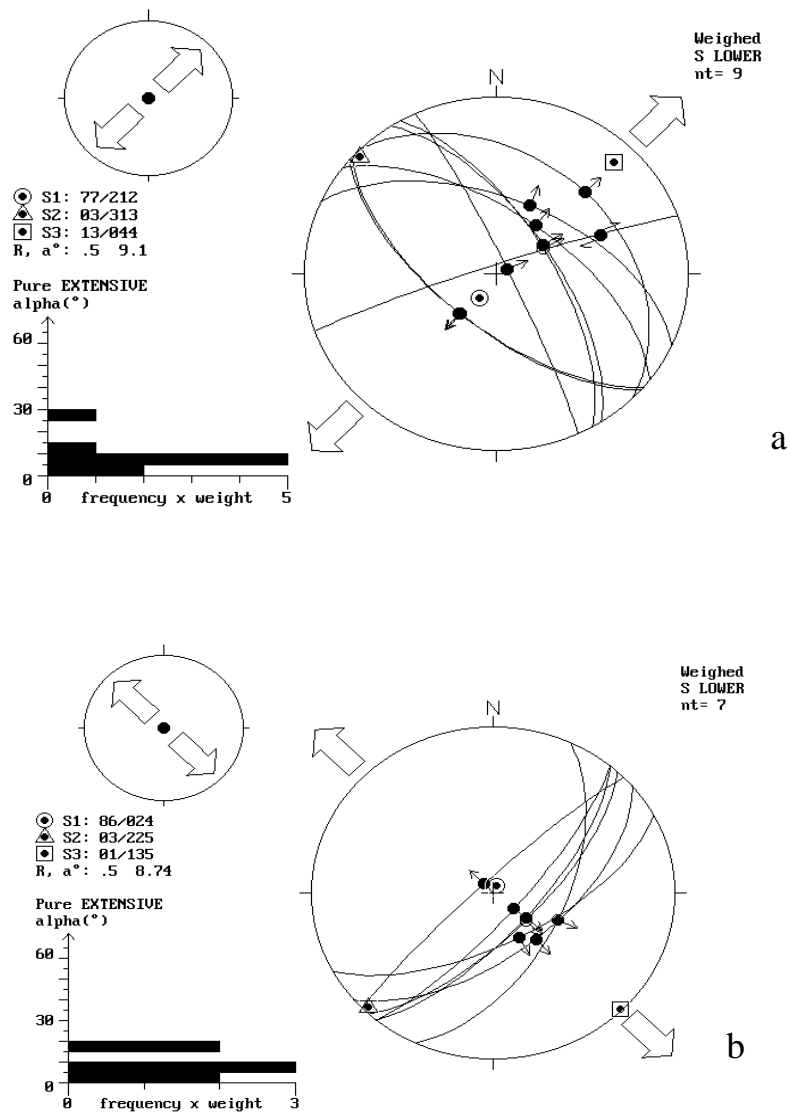 Weighed
S LOWER
nt= 9
N
S1: 77/212
S2: 03/313
S3: 13/044
R, a°: .5 9.1
Pure EXTENSIVE
alpha(°)
60
30
0
0 frequency x weight 5
a
Weighed
S LOWER
nt= 7
N
S1: 86/024
S2: 03/225
S3: 01/135
R, a°: .5 8.74
Pure EXTENSIVE
alpha(°)
60
30
0
0 frequency x weight 3
b